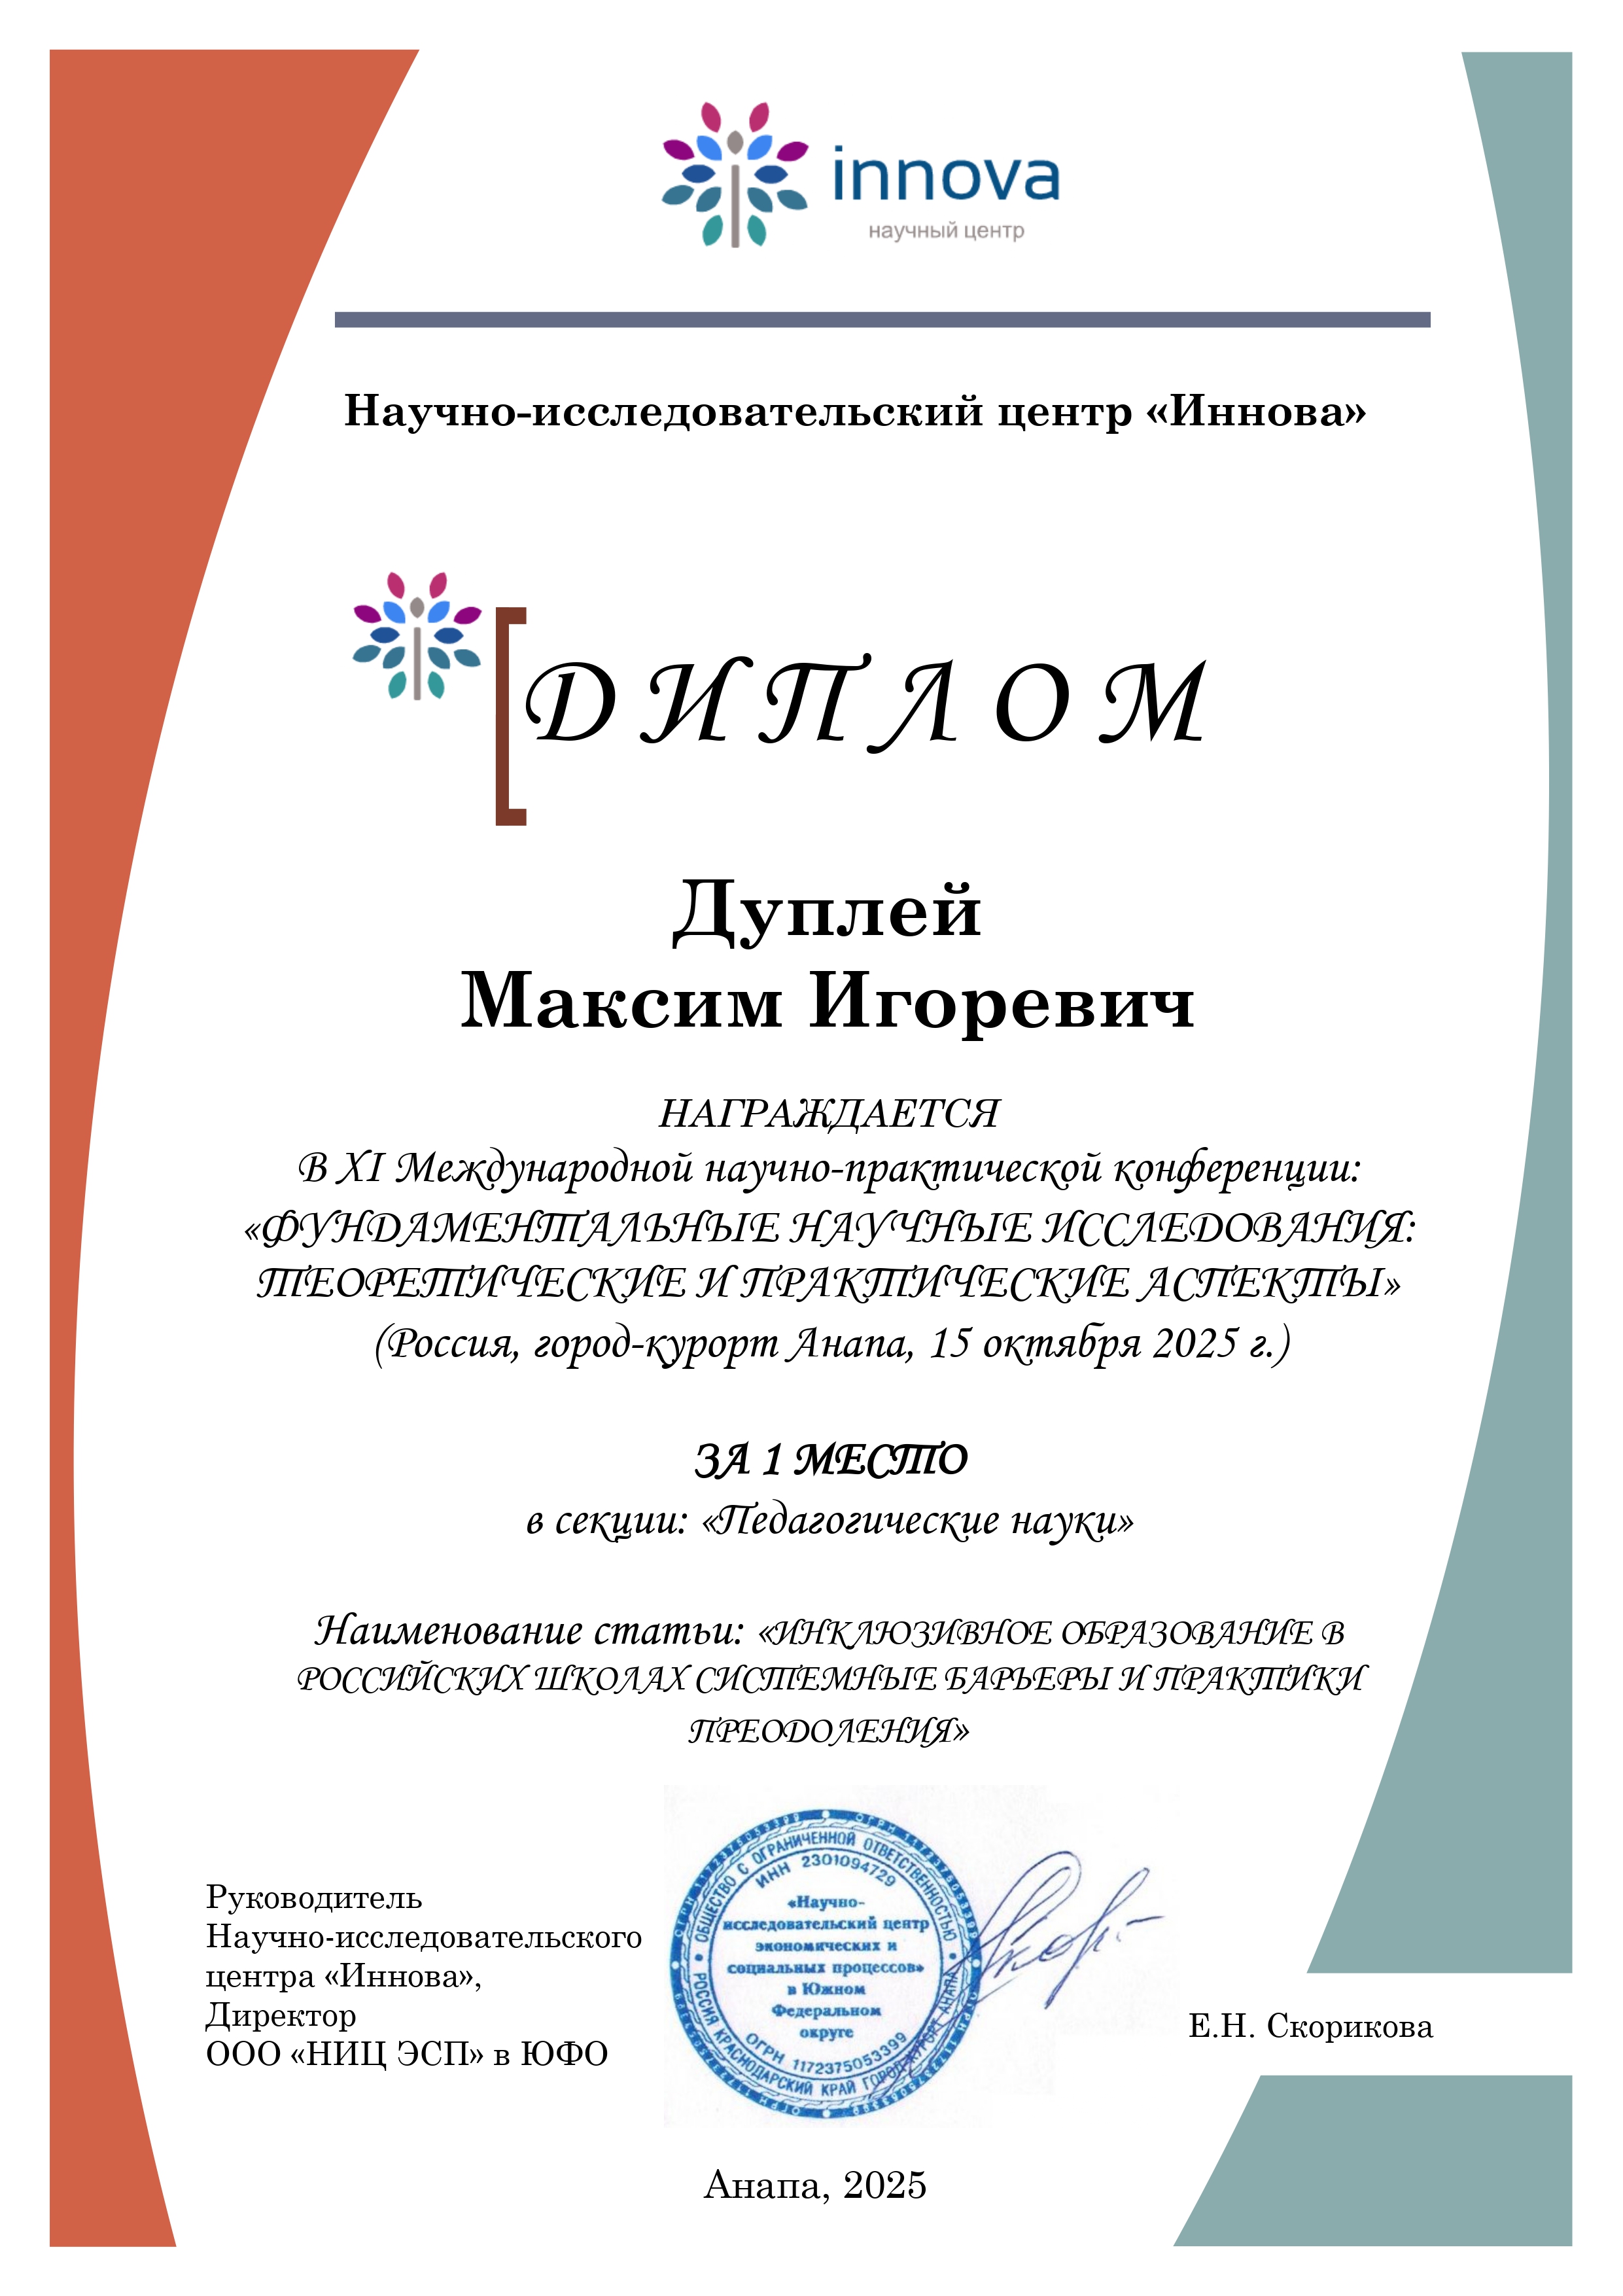 innova
научный центр
Научно-исследовательский центр «Иннова»
ДИПЛОМ
Дуплей
Максим Игоревич
НАГРАЖДАЕТСЯ
В XI Международной научно-практической конференции:
«ФУНДАМЕНТАЛЬНЫЕ НАУЧНЫЕ ИССЛЕДОВАНИЯ:
ТЕОРЕТИЧЕСКИЕ И ПРАКТИЧЕСКИЕ АСПЕКТЫ»
(Россия, город-курорт Анапа, 15 октября 2025 г.)
ЗА 1 МЕСТО
в секции: «Педагогические науки»
Наименование статьи: «ИНКЛЮЗИВНОЕ ОБРАЗОВАНИЕ В
РОССИЙСКИХ ШКОЛАХ СИСТЕМНЫЕ БАРЬЕРЫ И ПРАКТИКИ
ПРЕОДОЛЕНИЯ»
Руководитель
Научно-исследовательского
центра «Иннова»,
Директор
ООО «НИЦ ЭСП» в ЮФО
ОБЩЕСТВО С ОГРАНИЧЕННОЙ ОТВЕТСТВЕННОСТЬЮ
ИНН 2301094729
«Научно-
исследовательский центр
экономических и
социальных процессов»
в Южном
Федеральном
округе
ОГРН 1172375053399
РОССИЯ КРАСНОДАРСКИЙ КРАЙ ГОРОД-КУРОРТ АНАПА
Е.Н. Скорикова
Анапа, 2025